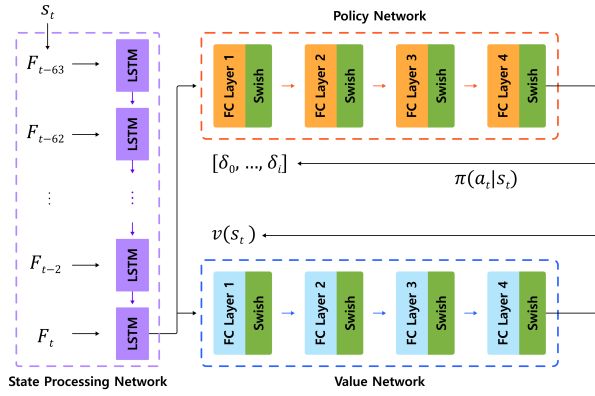 s_t
F_{t−63}
LSTM
F_{t−62}
LSTM
⋮
⋮
F_{t−2}
LSTM
F_t
LSTM
State Processing Network
Policy Network
FC Layer 1
Swish
FC Layer 2
Swish
FC Layer 3
Swish
FC Layer 4
Swish
[δ_0, …, δ_i]
π(a_t|s_t)
v(s_t)
FC Layer 1
Swish
FC Layer 2
Swish
FC Layer 3
Swish
FC Layer 4
Swish
Value Network